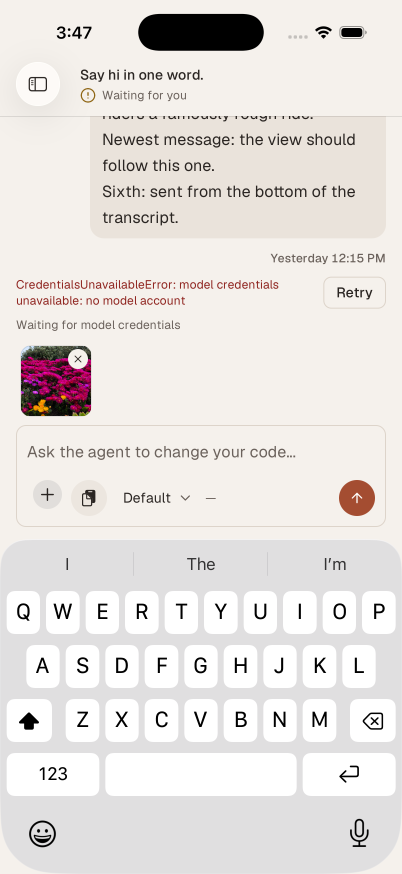 3:47
Say hi in one word.
Waiting for you
riders a famously rough ride.
Newest message: the view should
follow this one.
Sixth: sent from the bottom of the
transcript.
Yesterday 12:15 PM
CredentialsUnavailableError: model credentials
unavailable: no model account
Retry
Waiting for model credentials
Ask the agent to change your code...
Default
I The I'm
Q W E R T Y U I O P
A S D F G H J K L
Z X C V B N M
123